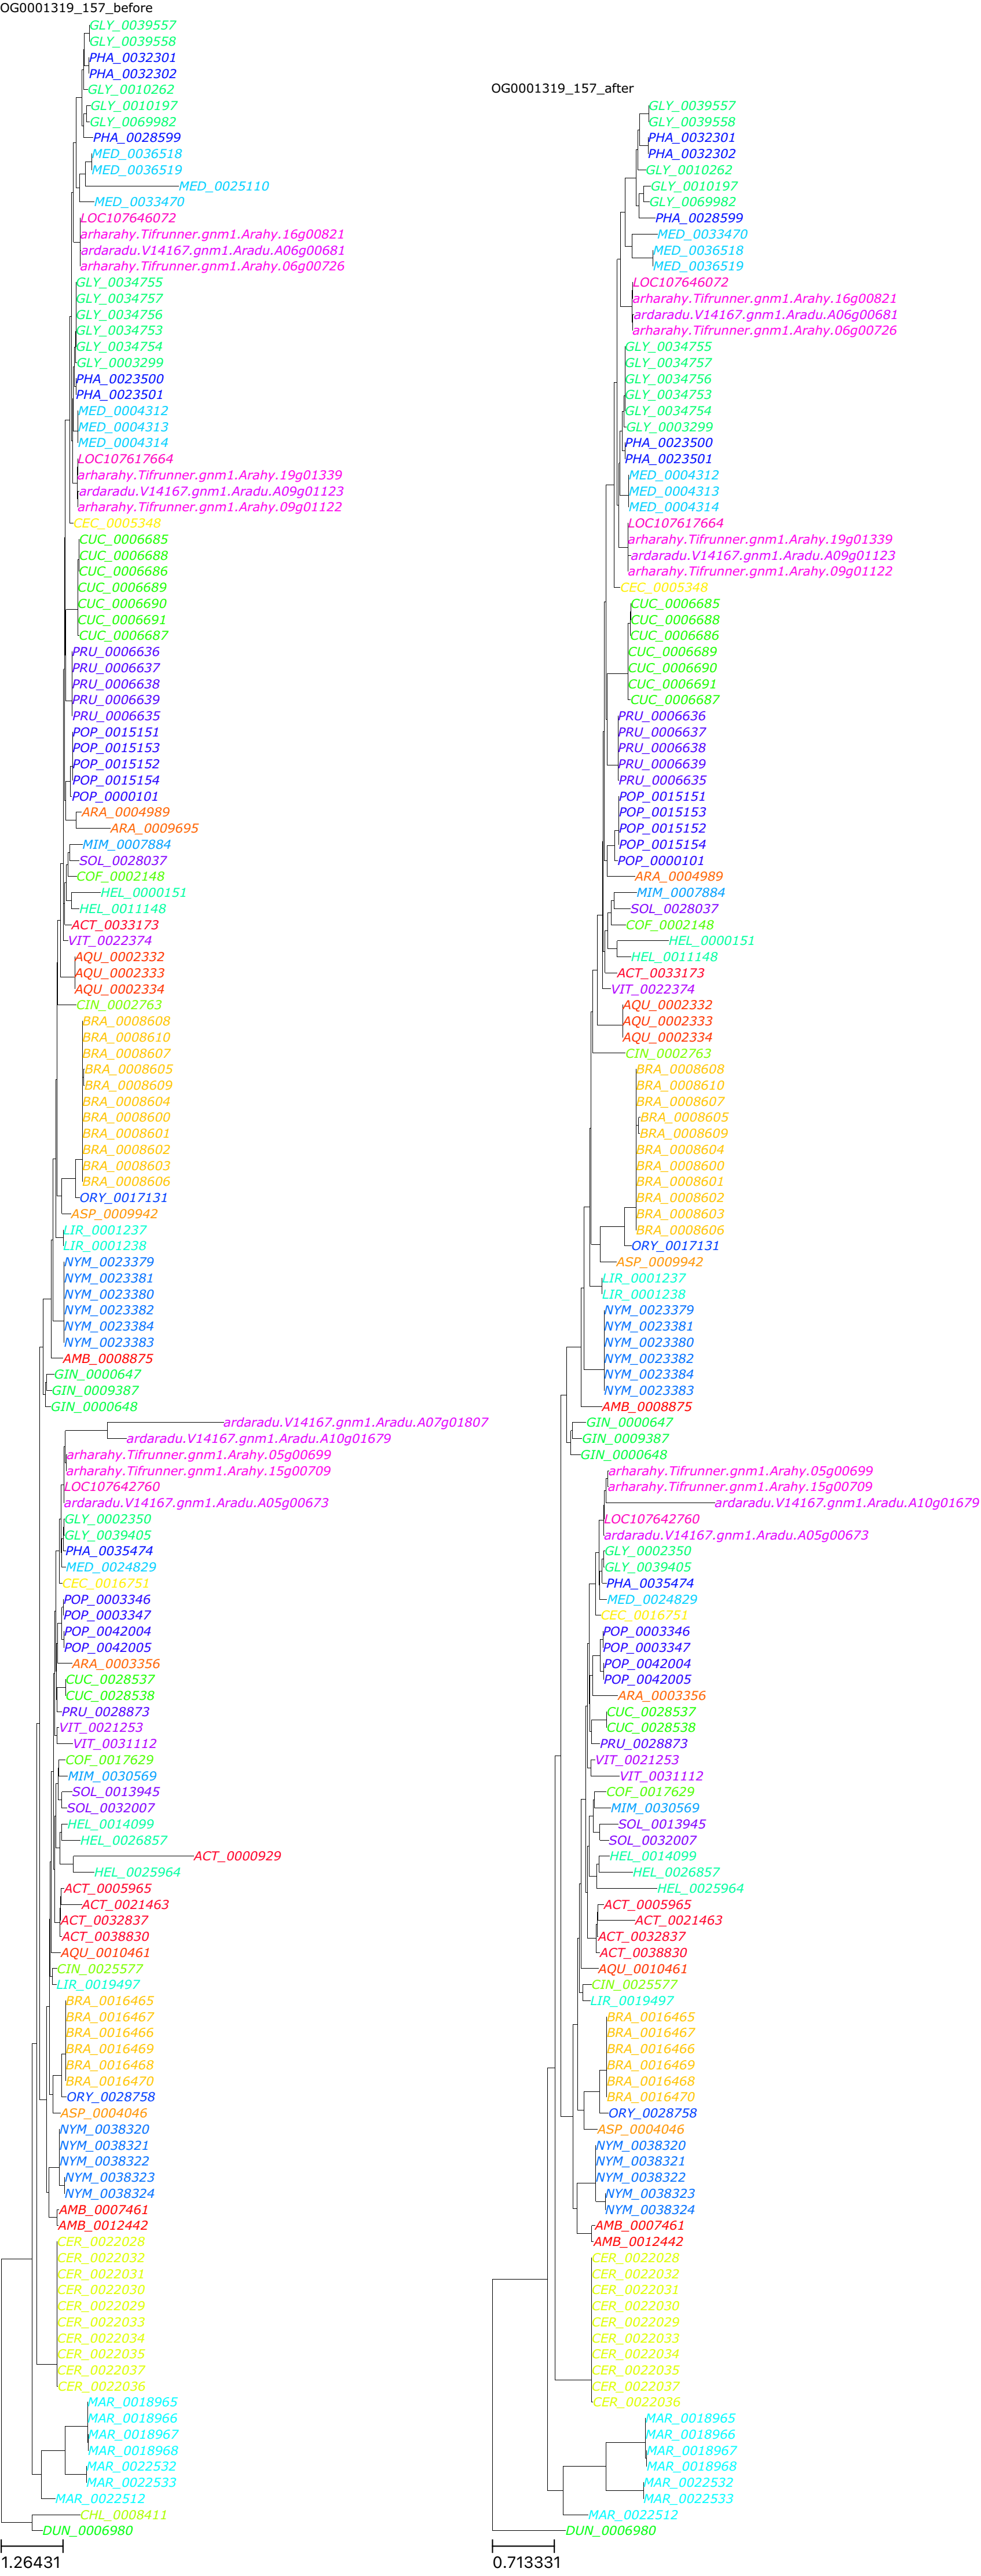 OG0001319_157_before
GLY_0039557
GLY_0039558
PHA_0032301
PHA_0032302
GLY_0010262
GLY_0010197
GLY_0069982
PHA_0028599
MED_0036518
MED_0036519
MED_0025110
MED_0033470
LOC107646072
arharahy.Tifrunner.gnm1.Arahy.16g00821
ardaradu.V14167.gnm1.Aradu.A06g00681
arharahy.Tifrunner.gnm1.Arahy.06g00726
GLY_0034755
GLY_0034757
GLY_0034756
GLY_0034753
GLY_0034754
GLY_0003299
PHA_0023500
PHA_0023501
MED_0004312
MED_0004313
MED_0004314
LOC107617664
arharahy.Tifrunner.gnm1.Arahy.19g01339
ardaradu.V14167.gnm1.Aradu.A09g01123
arharahy.Tifrunner.gnm1.Arahy.09g01122
CEC_0005348
CUC_0006685
CUC_0006688
CUC_0006686
CUC_0006689
CUC_0006690
CUC_0006691
CUC_0006687
PRU_0006636
PRU_0006637
PRU_0006638
PRU_0006639
PRU_0006635
POP_0015151
POP_0015153
POP_0015152
POP_0015154
POP_0000101
ARA_0004989
ARA_0009695
MIM_0007884
SOL_0028037
COF_0002148
HEL_0000151
HEL_0011148
ACT_0033173
VIT_0022374
AQU_0002332
AQU_0002333
AQU_0002334
CIN_0002763
BRA_0008608
BRA_0008610
BRA_0008607
BRA_0008605
BRA_0008609
BRA_0008604
BRA_0008600
BRA_0008601
BRA_0008602
BRA_0008603
BRA_0008606
ORY_0017131
ASP_0009942
LIR_0001237
LIR_0001238
NYM_0023379
NYM_0023381
NYM_0023380
NYM_0023382
NYM_0023384
NYM_0023383
AMB_0008875
GIN_0000647
GIN_0009387
GIN_0000648
ardaradu.V14167.gnm1.Aradu.A07g01807
ardaradu.V14167.gnm1.Aradu.A10g01679
arharahy.Tifrunner.gnm1.Arahy.05g00699
arharahy.Tifrunner.gnm1.Arahy.15g00709
LOC107642760
ardaradu.V14167.gnm1.Aradu.A05g00673
GLY_0002350
GLY_0039405
PHA_0035474
MED_0024829
CEC_0016751
POP_0003346
POP_0003347
POP_0042004
POP_0042005
ARA_0003356
CUC_0028537
CUC_0028538
PRU_0028873
VIT_0021253
VIT_0031112
COF_0017629
MIM_0030569
SOL_0013945
SOL_0032007
HEL_0014099
HEL_0026857
ACT_0000929
HEL_0025964
ACT_0005965
ACT_0021463
ACT_0032837
ACT_0038830
AQU_0010461
CIN_0025577
LIR_0019497
BRA_0016465
BRA_0016467
BRA_0016466
BRA_0016469
BRA_0016468
BRA_0016470
ORY_0028758
ASP_0004046
NYM_0038320
NYM_0038321
NYM_0038322
NYM_0038323
NYM_0038324
AMB_0007461
AMB_0012442
CER_0022028
CER_0022032
CER_0022031
CER_0022030
CER_0022029
CER_0022033
CER_0022034
CER_0022035
CER_0022037
CER_0022036
MAR_0018965
MAR_0018966
MAR_0018967
MAR_0018968
MAR_0022532
MAR_0022533
MAR_0022512
CHL_0008411
DUN_0006980
1.26431
OG0001319_157_after
GLY_0039557
GLY_0039558
PHA_0032301
PHA_0032302
GLY_0010262
GLY_0010197
GLY_0069982
PHA_0028599
MED_0033470
MED_0036518
MED_0036519
LOC107646072
arharahy.Tifrunner.gnm1.Arahy.16g00821
ardaradu.V14167.gnm1.Aradu.A06g00681
arharahy.Tifrunner.gnm1.Arahy.06g00726
GLY_0034755
GLY_0034757
GLY_0034756
GLY_0034753
GLY_0034754
GLY_0003299
PHA_0023500
PHA_0023501
MED_0004312
MED_0004313
MED_0004314
LOC107617664
arharahy.Tifrunner.gnm1.Arahy.19g01339
ardaradu.V14167.gnm1.Aradu.A09g01123
arharahy.Tifrunner.gnm1.Arahy.09g01122
CEC_0005348
CUC_0006685
CUC_0006688
CUC_0006686
CUC_0006689
CUC_0006690
CUC_0006691
CUC_0006687
PRU_0006636
PRU_0006637
PRU_0006638
PRU_0006639
PRU_0006635
POP_0015151
POP_0015153
POP_0015152
POP_0015154
POP_0000101
ARA_0004989
MIM_0007884
SOL_0028037
COF_0002148
HEL_0000151
HEL_0011148
ACT_0033173
VIT_0022374
AQU_0002332
AQU_0002333
AQU_0002334
CIN_0002763
BRA_0008608
BRA_0008610
BRA_0008607
BRA_0008605
BRA_0008609
BRA_0008604
BRA_0008600
BRA_0008601
BRA_0008602
BRA_0008603
BRA_0008606
ORY_0017131
ASP_0009942
LIR_0001237
LIR_0001238
NYM_0023379
NYM_0023381
NYM_0023380
NYM_0023382
NYM_0023384
NYM_0023383
AMB_0008875
GIN_0000647
GIN_0009387
GIN_0000648
arharahy.Tifrunner.gnm1.Arahy.05g00699
arharahy.Tifrunner.gnm1.Arahy.15g00709
ardaradu.V14167.gnm1.Aradu.A10g01679
LOC107642760
ardaradu.V14167.gnm1.Aradu.A05g00673
GLY_0002350
GLY_0039405
PHA_0035474
MED_0024829
CEC_0016751
POP_0003346
POP_0003347
POP_0042004
POP_0042005
ARA_0003356
CUC_0028537
CUC_0028538
PRU_0028873
VIT_0021253
VIT_0031112
COF_0017629
MIM_0030569
SOL_0013945
SOL_0032007
HEL_0014099
HEL_0026857
HEL_0025964
ACT_0005965
ACT_0021463
ACT_0032837
ACT_0038830
AQU_0010461
CIN_0025577
LIR_0019497
BRA_0016465
BRA_0016467
BRA_0016466
BRA_0016469
BRA_0016468
BRA_0016470
ORY_0028758
ASP_0004046
NYM_0038320
NYM_0038321
NYM_0038322
NYM_0038323
NYM_0038324
AMB_0007461
AMB_0012442
CER_0022028
CER_0022032
CER_0022031
CER_0022030
CER_0022029
CER_0022033
CER_0022034
CER_0022035
CER_0022037
CER_0022036
MAR_0018965
MAR_0018966
MAR_0018967
MAR_0018968
MAR_0022532
MAR_0022533
MAR_0022512
DUN_0006980
0.713331